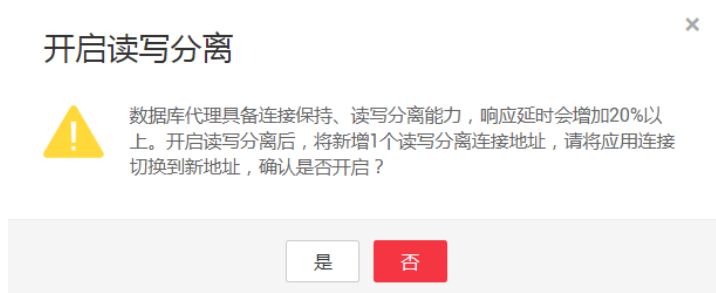 开启读写分离
数据库代理具备连接保持、读写分离能力，响应延时会增加20%以
上。开启读写分离后，将新增1个读写分离连接地址，请将应用连接
切换到新地址，确认是否开启？
是
否